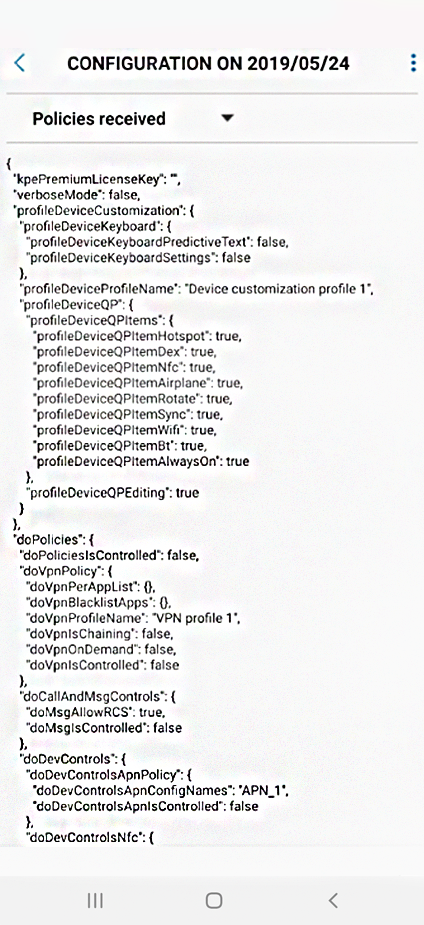 CONFIGURATION ON 2019/05/24
Policies received
{
"kpePremiumLicenseKey": "",
"verboseMode": false,
"profileDeviceCustomization": {
"profileDeviceKeyboard": {
"profileDeviceKeyboardPredictiveText": false,
"profileDeviceKeyboardSettings": false
},
"profileDeviceProfileName": "Device customization profile 1",
"profileDeviceQP": {
"profileDeviceQPItems": {
"profileDeviceQPItemHotspot": true,
"profileDeviceQPItemDex": true,
"profileDeviceQPItemNfc": true,
"profileDeviceQPItemAirplane": true,
"profileDeviceQPItemRotate": true,
"profileDeviceQPItemSync": true,
"profileDeviceQPItemWifi": true,
"profileDeviceQPItemBt": true,
"profileDeviceQPItemAlwaysOn": true
},
"profileDeviceQPEditing": true
}
},
"doPolicies": {
"doPoliciesIsControlled": false,
"doVpnPolicy": {
"doVpnPerAppList": {},
"doVpnBlacklistApps": {},
"doVpnProfileName": "VPN profile 1",
"doVpnIsChaining": false,
"doVpnOnDemand": false,
"doVpnIsControlled": false
},
"doCallAndMsgControls": {
"doMsgAllowRCS": true,
"doMsgIsControlled": false
},
"doDevControls": {
"doDevControlsApnPolicy": {
"doDevControlsApnConfigNames": "APN_1",
"doDevControlsApnIsControlled": false
},
"doDevControlsNfc": {